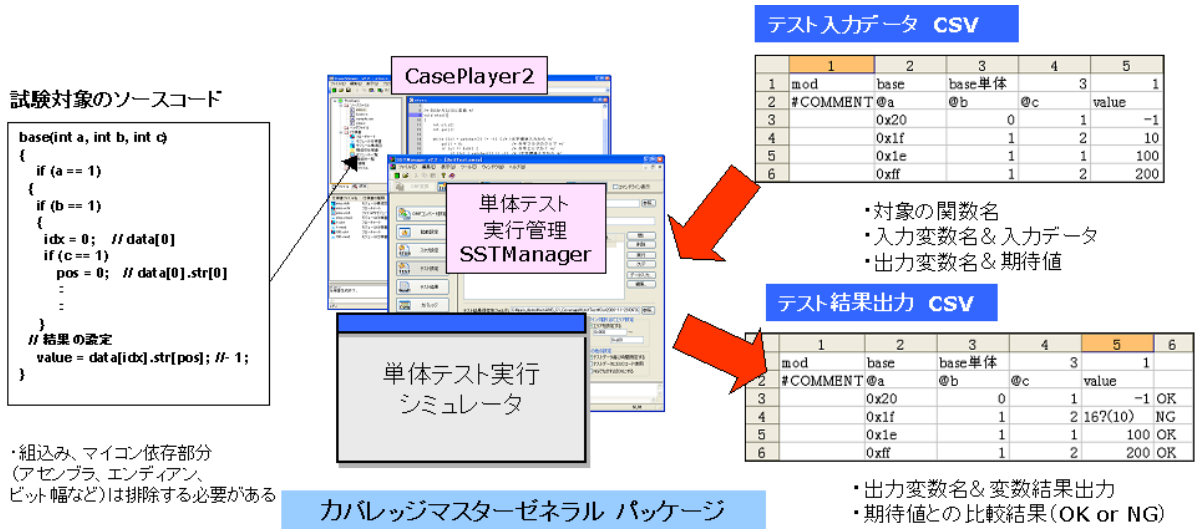 テスト入力データ CSV
CasePlayer2
1 2 3 4 5
1 mod base base単体 3 1
2 #COMMENT @a @b @c value
3 0x20 0 1 -1
4 0x1f 1 2 10
5 0x1e 1 1 100
6 0xff 1 2 200
・対象の関数名
・入力変数名&入力データ
・出力変数名&期待値
試験対象のソースコード
base(int a, int b, int c)
{
if (a == 1)
{
if (b == 1)
{
idx = 0; //data[0]
if (c == 1)
pos = 0; // data[0].str[0]
:
:
}
// 結果の設定
value = data[idx].str[pos]; //- 1;
}
単体テスト
実行管理
SSTManager
単体テスト実行
シミュレータ
テスト結果出力 CSV
1 2 3 4 5 6
mod base base単体 3 1
2 #COMMENT @a @b @c value
3 0x20 0 1 -1 OK
4 0x1f 1 2 16?(10) NG
5 0x1e 1 1 100 OK
6 0xff 1 2 200 OK
・出力変数名&変数結果出力
・期待値との比較結果(OK or NG)
・組込み、マイコン依存部分
(アセンブラ、エンディアン、
ビット幅など)は排除する必要がある
カバレッジマスターゼネラル パッケージ